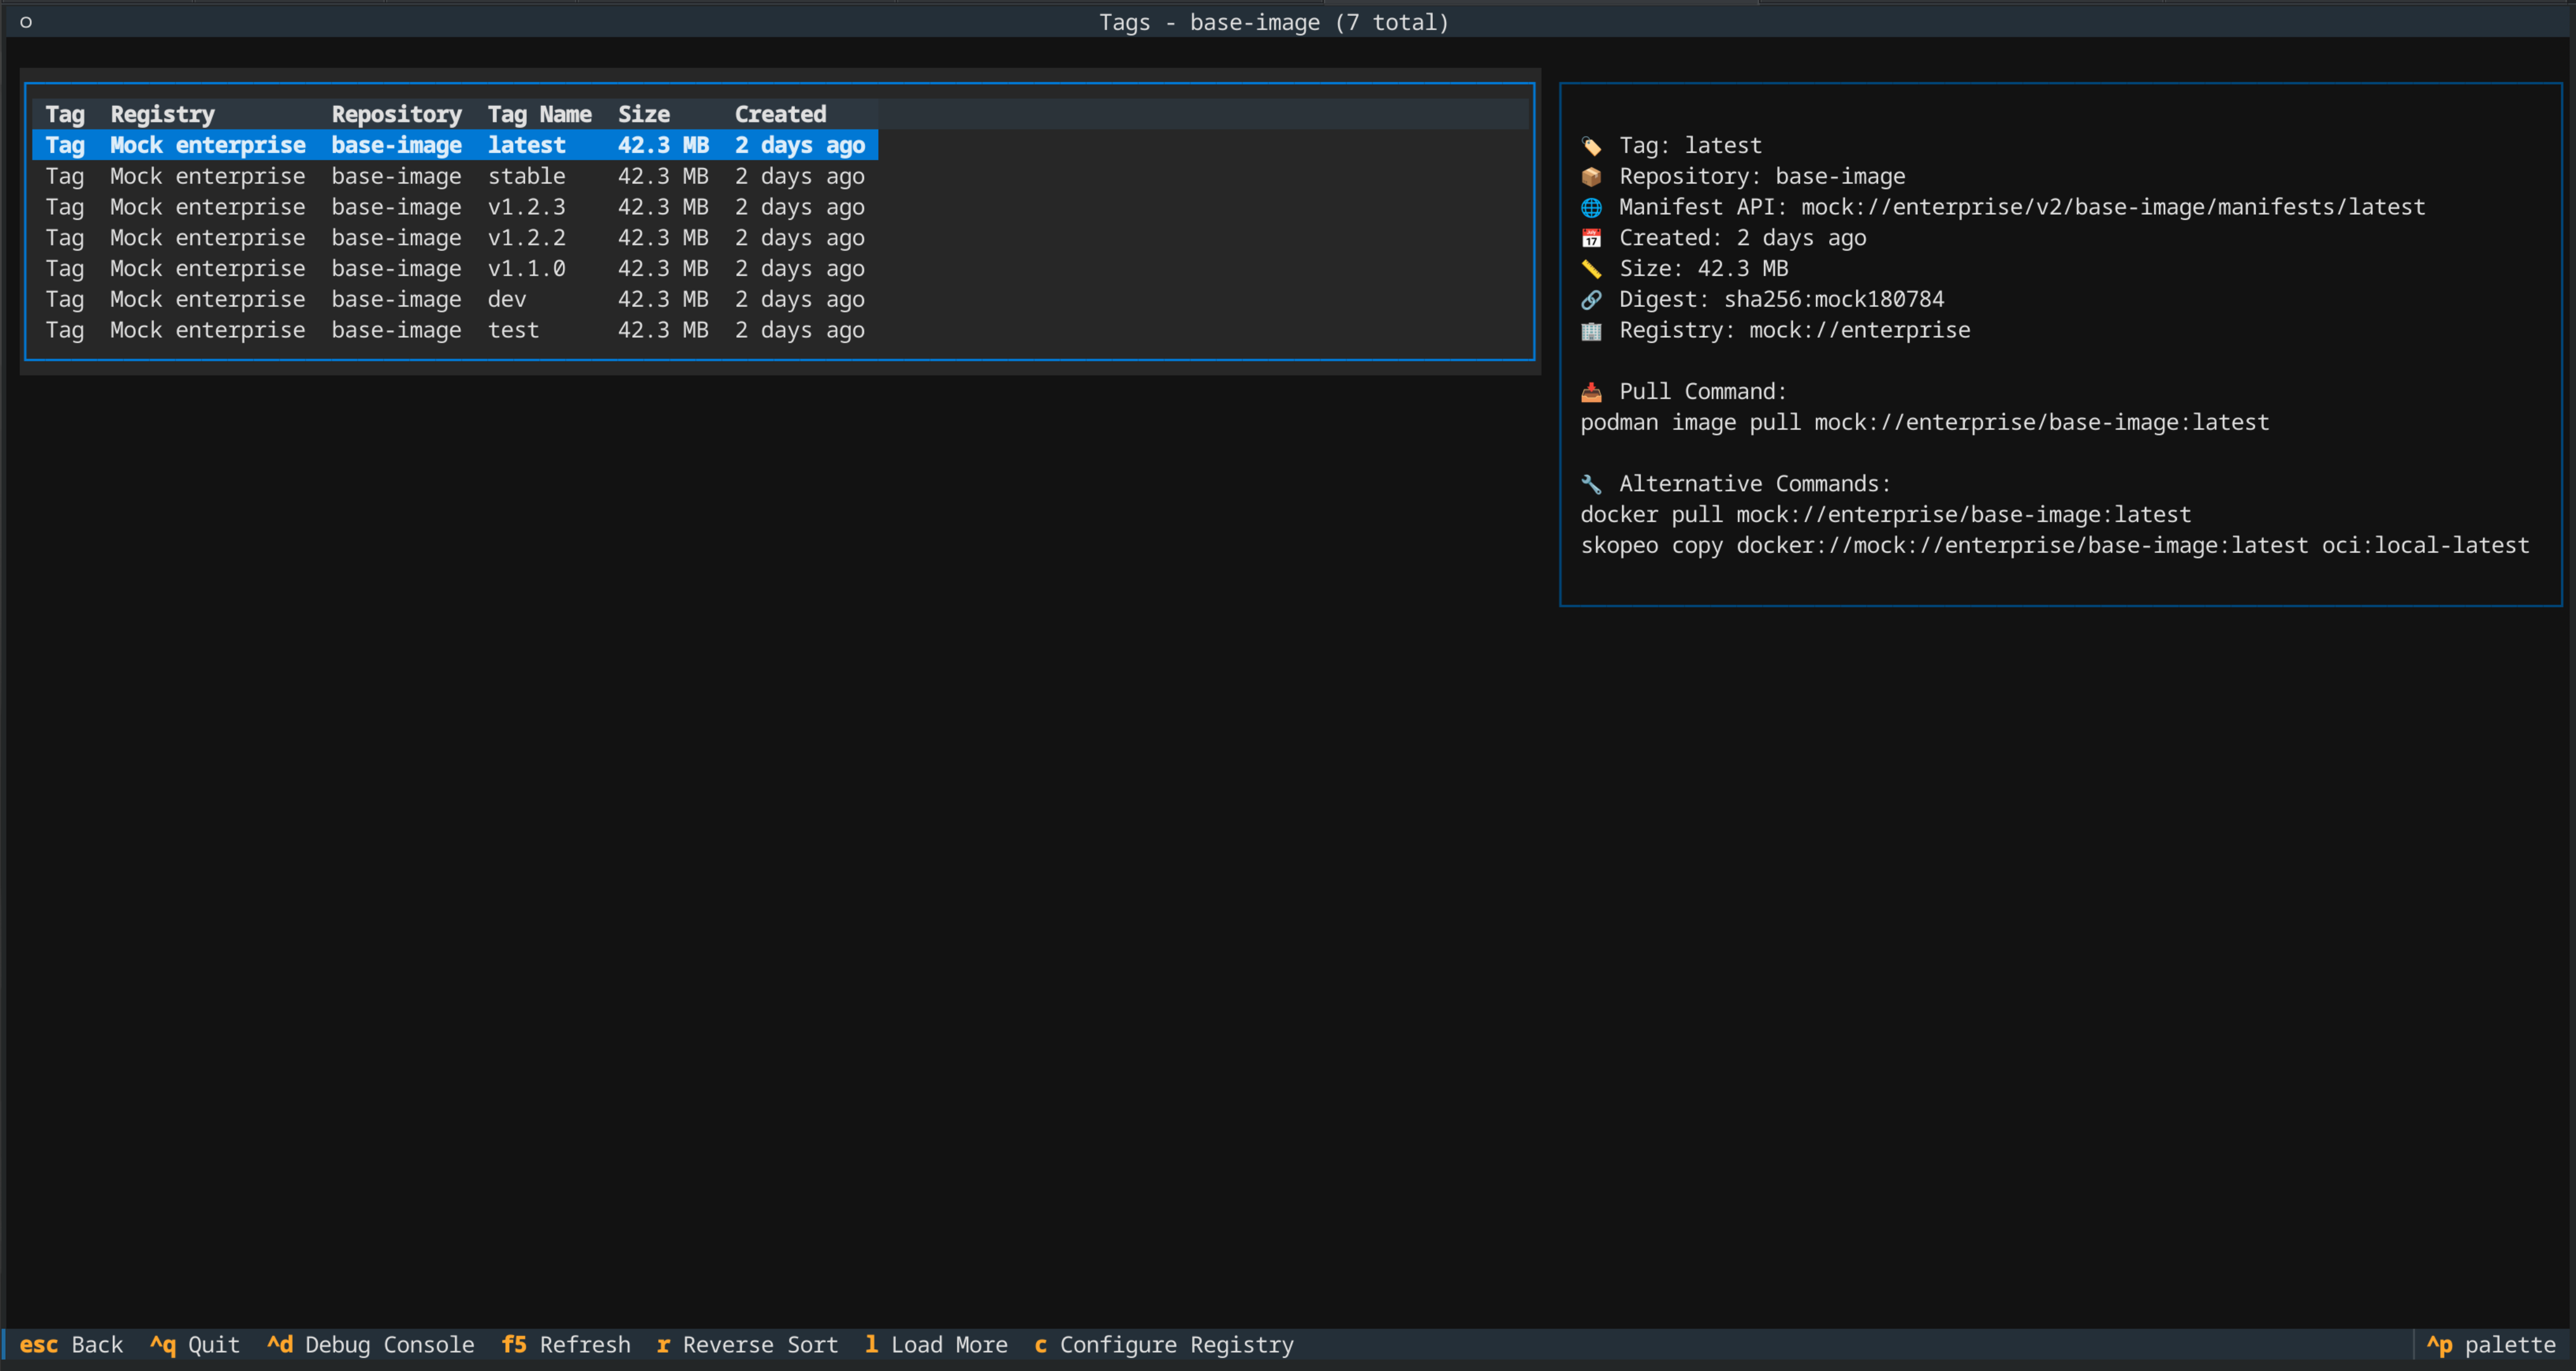 Tags - base-image (7 total)
Tag Registry Repository Tag Name Size Created
Tag Mock enterprise base-image latest 42.3 MB 2 days ago
Tag Mock enterprise base-image stable 42.3 MB 2 days ago
Tag Mock enterprise base-image v1.2.3 42.3 MB 2 days ago
Tag Mock enterprise base-image v1.2.2 42.3 MB 2 days ago
Tag Mock enterprise base-image v1.1.0 42.3 MB 2 days ago
Tag Mock enterprise base-image dev 42.3 MB 2 days ago
Tag Mock enterprise base-image test 42.3 MB 2 days ago
Tag: latest
Repository: base-image
Manifest API: mock://enterprise/v2/base-image/manifests/latest
Created: 2 days ago
Size: 42.3 MB
Digest: sha256:mock180784
Registry: mock://enterprise
Pull Command:
podman image pull mock://enterprise/base-image:latest
Alternative Commands:
docker pull mock://enterprise/base-image:latest
skopeo copy docker://mock://enterprise/base-image:latest oci:local-latest
esc Back ^q Quit ^d Debug Console f5 Refresh r Reverse Sort l Load More c Configure Registry ^p palette